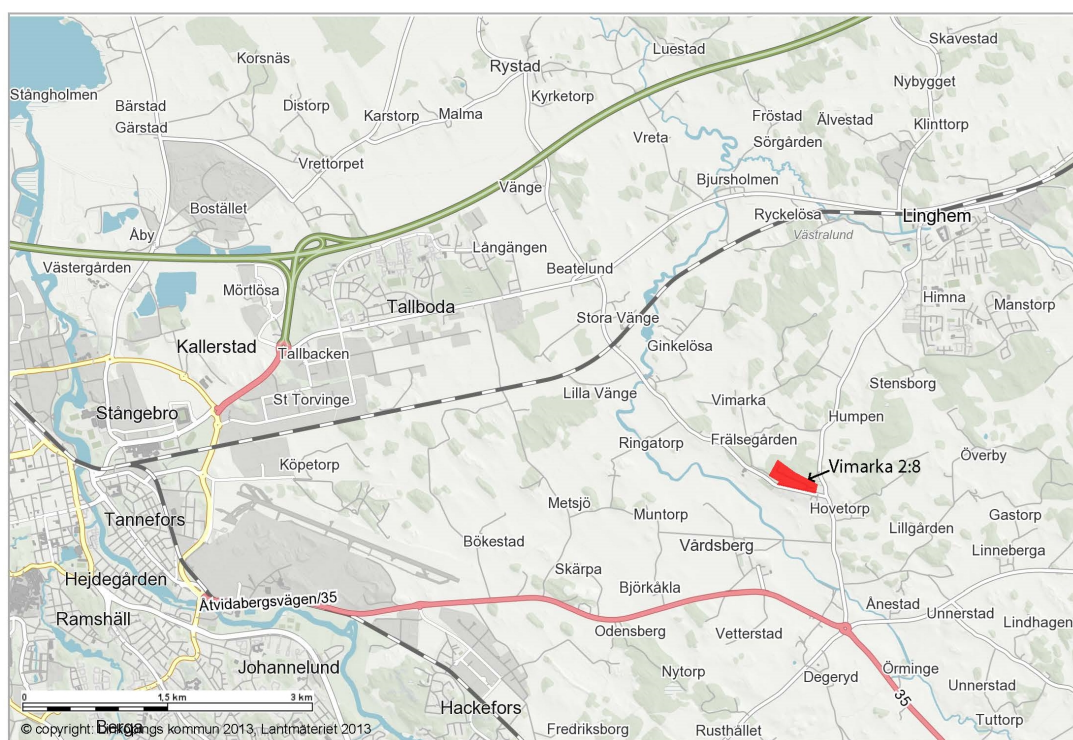 Skavestad
Luestad
Korsnäs
Rystad
Nybygget
Stångholmen
Kyrketorp
Bärstad
Distorp
Karstorp
Malma
Fröstad
Älvestad
Klinttorp
Gärstad
Vreta
Sörgården
Vrettorpet
Bjursholmen
Vänge
Bostället
Ryckelösa
Linghem
Åby
Västralund
Långängen
Västergården
Beatelund
Mörtlösa
Himna
Manstorp
Tallboda
Stora Vänge
Kallerstad
Tallbacken
Ginkelösa
Stensborg
Lilla Vänge
St Torvinge
Vimarka
Stångebro
Humpen
Ringatorp
Frälsegården
Överby
Köpetorp
Vimarka 2:8
Metsjö
Hovetorp
Muntorp
Gastorp
Tannefors
Lillgården
Bökestad
Vårdsberg
Linneberga
Skärpa
Hejdegården
Björkåkla
Åtvidabergsvägen/35
Ånestad
Unnerstad
Ramshäll
Lindhagen
Odensberg
Vetterstad
Johannelund
Örminge
Nytorp
Degeryd
Unnerstad
35
0 1,5 km 3 km
Hackefors
Tuttorp
Berga
Fredriksborg
Rusthållet
© copyright: Linköpings kommun 2013, Lantmäteriet 2013